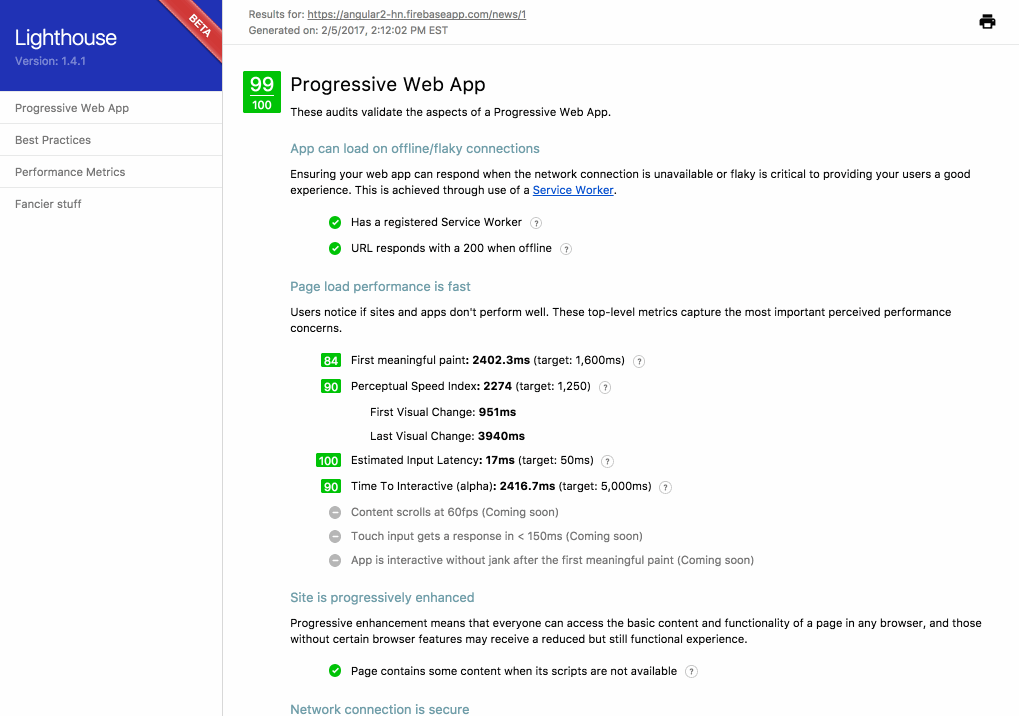 Lighthouse
Version: 1.4.1
BETA
Progressive Web App
Best Practices
Performance Metrics
Fancier stuff
Results for: https://angular2-hn.firebaseapp.com/news/1
Generated on: 2/5/2017, 2:12:02 PM EST
99
100
Progressive Web App
These audits validate the aspects of a Progressive Web App.
App can load on offline/flaky connections
Ensuring your web app can respond when the network connection is unavailable or flaky is critical to providing your users a good
experience. This is achieved through use of a Service Worker.
Has a registered Service Worker ?
URL responds with a 200 when offline ?
Page load performance is fast
Users notice if sites and apps don't perform well. These top-level metrics capture the most important perceived performance
concerns.
84 First meaningful paint: 2402.3ms (target: 1,600ms) ?
90 Perceptual Speed Index: 2274 (target: 1,250) ?
First Visual Change: 951ms
Last Visual Change: 3940ms
100 Estimated Input Latency: 17ms (target: 50ms) ?
90 Time To Interactive (alpha): 2416.7ms (target: 5,000ms) ?
Content scrolls at 60fps (Coming soon)
Touch input gets a response in < 150ms (Coming soon)
App is interactive without jank after the first meaningful paint (Coming soon)
Site is progressively enhanced
Progressive enhancement means that everyone can access the basic content and functionality of a page in any browser, and those
without certain browser features may receive a reduced but still functional experience.
Page contains some content when its scripts are not available ?
Network connection is secure